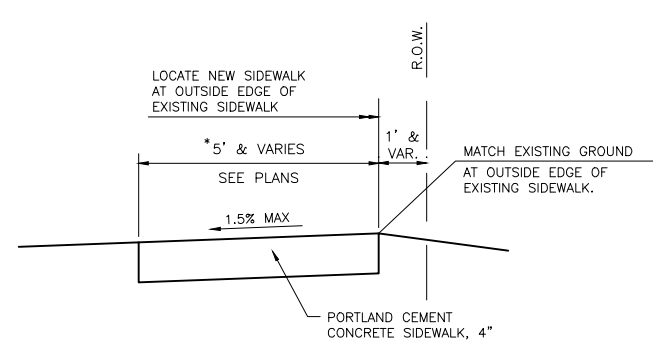 R.O.W.
LOCATE NEW SIDEWALK
AT OUTSIDE EDGE OF
EXISTING SIDEWALK
*5' & VARIES
SEE PLANS
1' &
VAR.
MATCH EXISTING GROUND
AT OUTSIDE EDGE OF
EXISTING SIDEWALK.
1.5% MAX
PORTLAND CEMENT
CONCRETE SIDEWALK, 4"